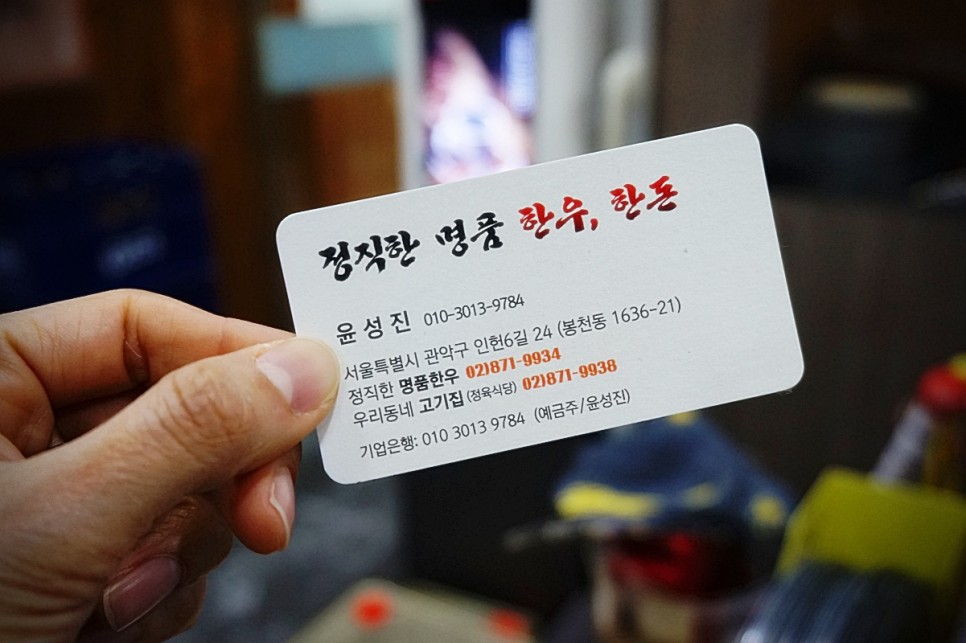 정직한 명품 한우, 한돈
윤성진 010-3013-9784
서울특별시 관악구 인헌6길 24 (봉천동 1636-21)
정직한 명품한우 02)871-9934
우리동네 고기집(정육식당) 02)871-9938
기업은행: 010 3013 9784 (예금주/윤성진)